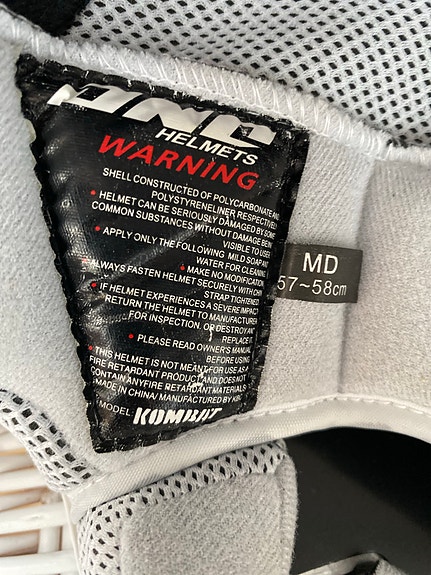 HELMETS
WARNING
SHELL CONSTRUCTED OF POLYCARBONATE AND
POLYSTYRENELINER RESPECTIVELY
• HELMET CAN BE SERIOUSLY DAMAGED BY SOME
COMMON SUBSTANCES WITHOUT DAMAGE BEING
VISIBLE TO USER
• APPLY ONLY THE FOLLOWING MILD SOAP AND
WATER FOR CLEANING
• MAKE NO MODIFICATION
• ALWAYS FASTEN HELMET SECURELY WITH CHIN
STRAP TIGHTENED
• IF HELMET EXPERIENCES A SEVERE IMPACT
RETURN THE HELMET TO MANUFACTURER
FOR INSPECTION, OR DESTROY AND
REPLACE IT
• PLEASE READ OWNER'S MANUAL
BEFORE USING
• THIS HELMET IS NOT MEANT FOR USE AS A
FIRE RETARDANT PRODUCT AND DOES NOT
CONTAIN ANYFIRE RETARDANT MATERIALS
MADE IN CHINA/ MANUFACTURED BY
MODEL: KOMBAT
MD
57~58cm